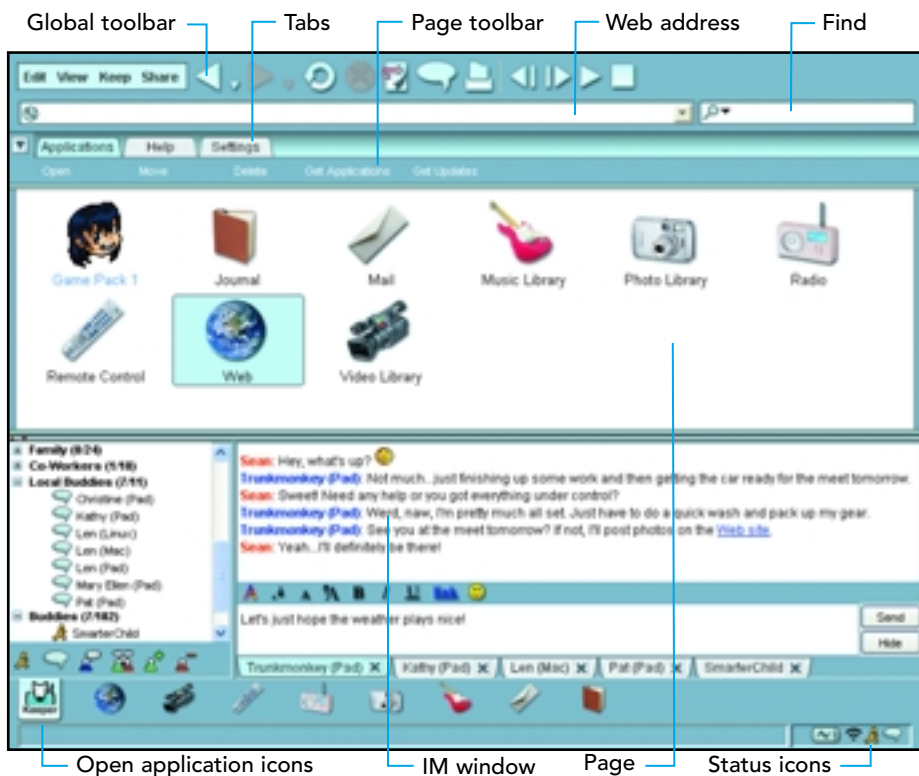 Global toolbar Tabs Page toolbar Web address Find
Edit View Keep Share
Applications Help Settings
Open Move Delete Get Applications Get Updates
Game Pack 1 Journal Mail Music Library Photo Library Radio
Remote Control Web Video Library
Family (8/24)
Co-Workers (1/18)
Local Buddies (7/11)
Christine (Pad)
Kathy (Pad)
Len (Linux)
Len (Mac)
Len (Pad)
Mary Ellen (Pad)
Pat (Pad)
Buddies (7/102)
SmarterChild
Sean: Hey, what's up?
Trunkmonkey (Pad): Not much...just finishing up some work and then getting the car ready for the meet tomorrow.
Sean: Sweet! Need any help or you got everything under control?
Trunkmonkey (Pad): Werd, naw, I'm pretty much all set. Just have to do a quick wash and pack up my gear.
Trunkmonkey (Pad): See you at the meet tomorrow? If not, I'll post photos on the Web site.
Sean: Yeah...I'll definitely be there!
A A A A B I U link
Let's just hope the weather plays nice!
Send
Hide
Trunkmonkey (Pad) X Kathy (Pad) X Len (Mac) X Pat (Pad) X SmarterChild X
Keeper
Open application icons IM window Page Status icons